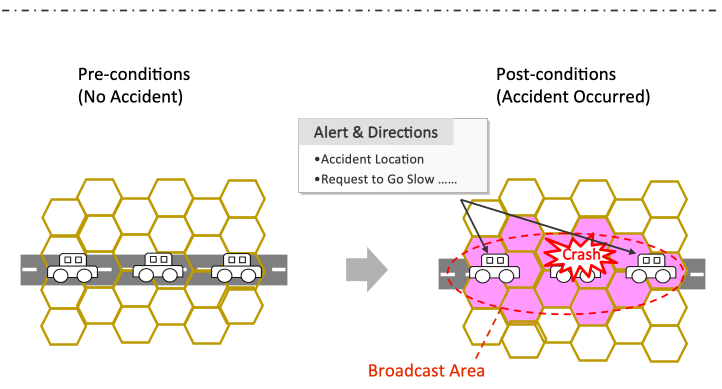 Pre-conditions
(No Accident)
Post-conditions
(Accident Occurred)
Alert & Directions
•Accident Location
•Request to Go Slow ......
Crash
Broadcast Area